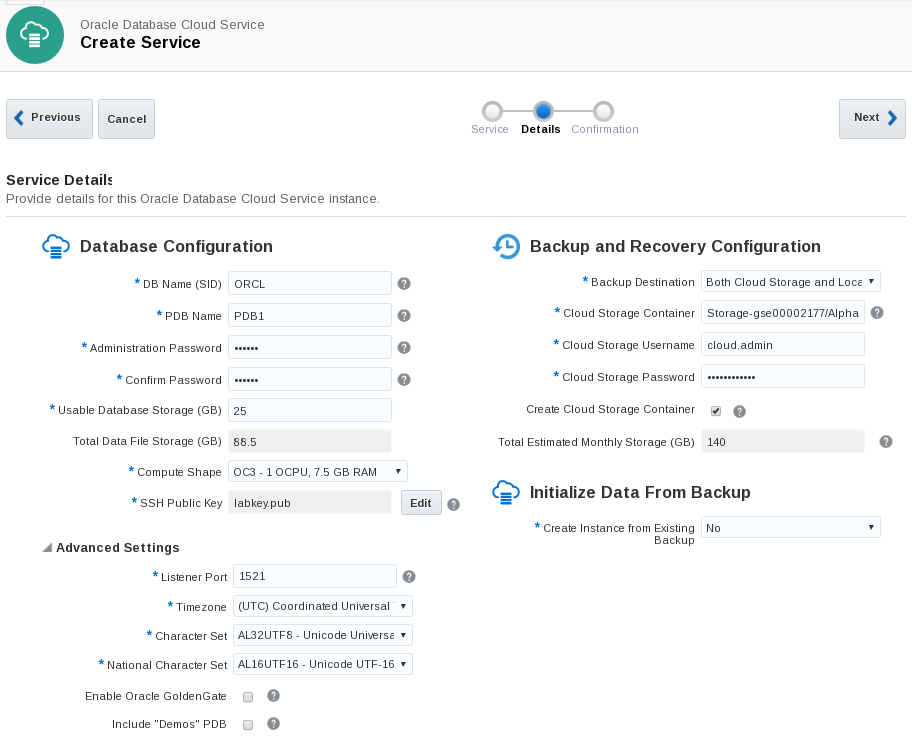 Oracle Database Cloud Service
Create Service
Previous
Cancel
Service
Details
Confirmation
Next
Service Details
Provide details for this Oracle Database Cloud Service instance.
Database Configuration
* DB Name (SID) ORCL ?
* PDB Name PDB1 ?
* Administration Password •••••• ?
* Confirm Password •••••• ?
* Usable Database Storage (GB) 25
Total Data File Storage (GB) 88.5
* Compute Shape OC3 - 1 OCPU, 7.5 GB RAM
* SSH Public Key labkey.pub Edit ?
Advanced Settings
* Listener Port 1521 ?
* Timezone (UTC) Coordinated Universal
* Character Set AL32UTF8 - Unicode Universa
* National Character Set AL16UTF16 - Unicode UTF-16
Enable Oracle GoldenGate ?
Include "Demos" PDB ?
Backup and Recovery Configuration
* Backup Destination Both Cloud Storage and Loca
* Cloud Storage Container Storage-gse00002177/Alpha ?
* Cloud Storage Username cloud.admin
* Cloud Storage Password ••••••••••••
Create Cloud Storage Container ?
Total Estimated Monthly Storage (GB) 140 ?
Initialize Data From Backup
* Create Instance from Existing No
Backup